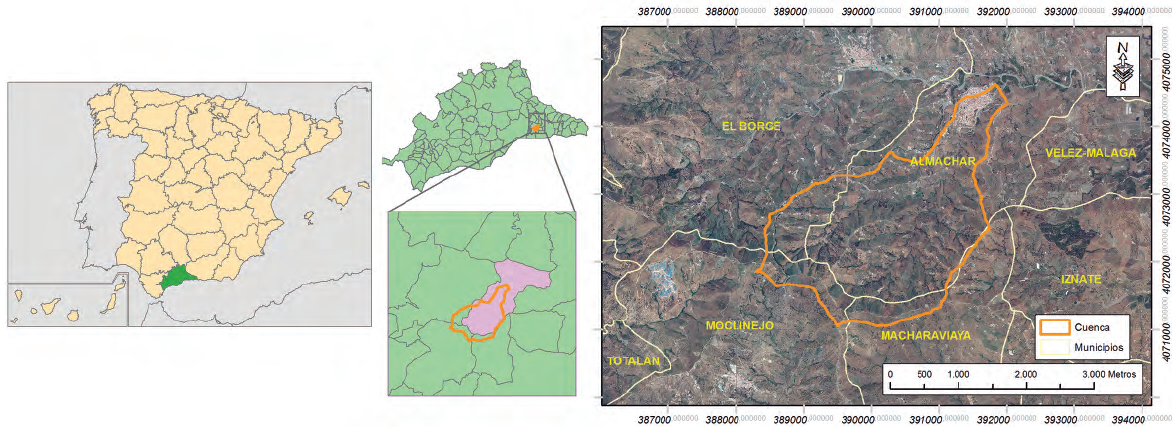 387000,000000 388000,000000 389000,000000 390000,000000 391000,000000 392000,000000 393000,000000 394000,000000
N
4075000,000000
4074000,000000
4073000,000000
4072000,000000
4071000,000000
EL BORGE
ALMACHAR
VELEZ-MALAGA
IZNATE
MOCLINEJO
MACHARAVIAYA
TOTALAN
Cuenca
Municipios
0 500 1.000 2.000 3.000 Metros
387000,000000 388000,000000 389000,000000 390000,000000 391000,000000 392000,000000 393000,000000 394000,000000